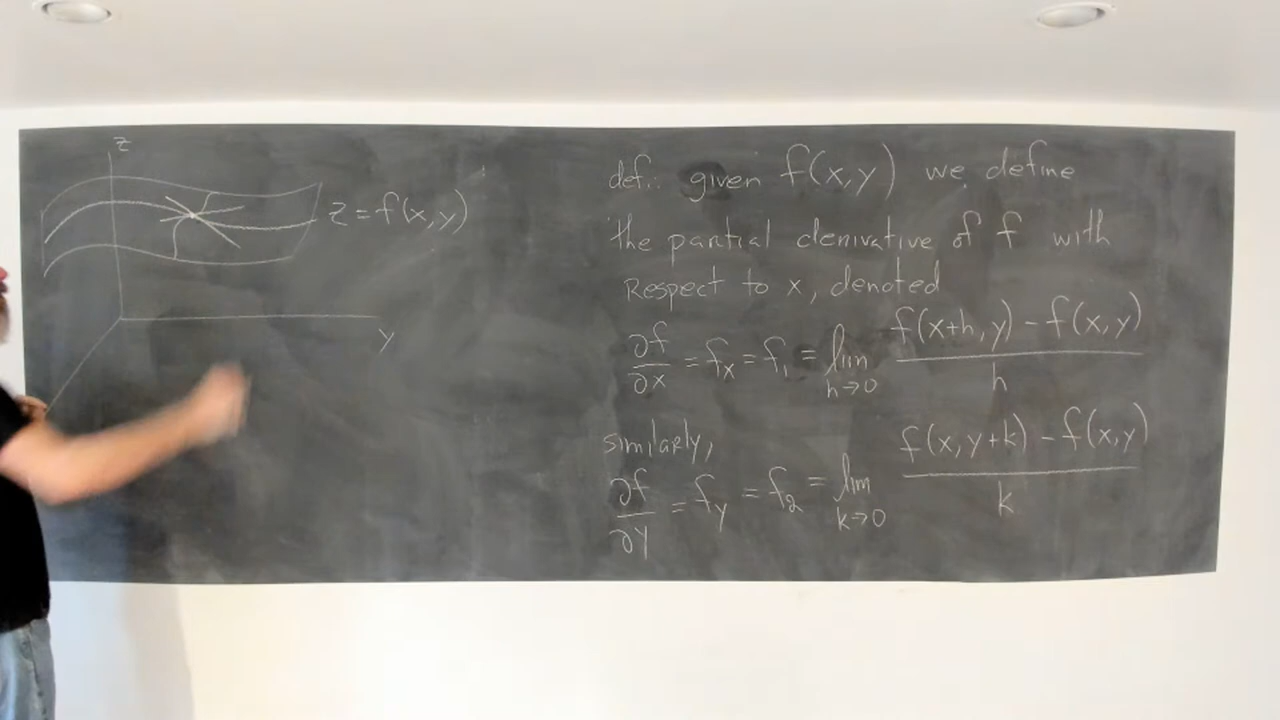 z
z = f(x,y)
y
def.: given f(x,y) we define
the partial derivative of f with
Respect to x, denoted
∂f/∂x = f_x = f_1 = lim_{h→0} (f(x+h, y) - f(x,y))/h
similarly,
∂f/∂y = f_y = f_2 = lim_{k→0} (f(x, y+k) - f(x,y))/k